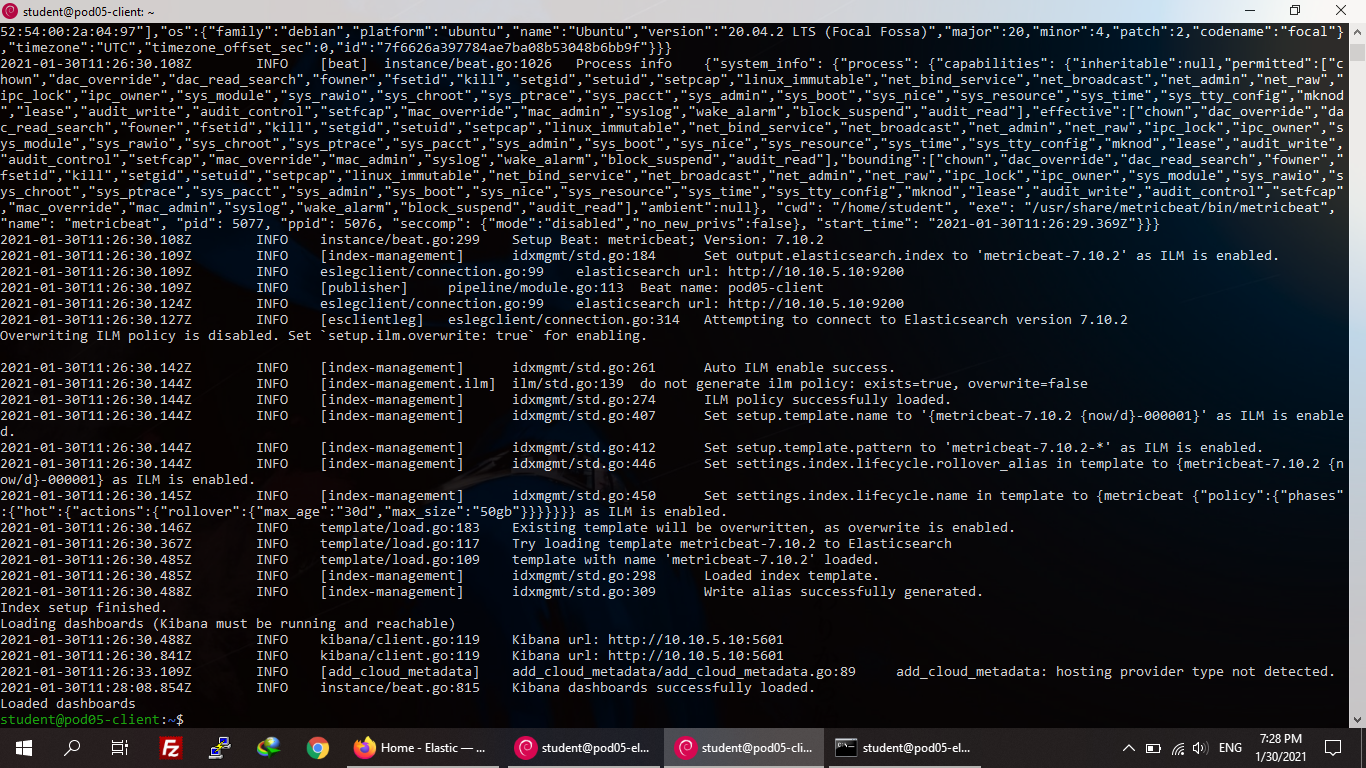 student@pod05-client: ~
52:54:00:2a:04:97"],"os":{"family":"debian","platform":"ubuntu","name":"Ubuntu","version":"20.04.2 LTS (Focal Fossa)","major":20,"minor":4,"patch":2,"codename":"focal"}
,"timezone":"UTC","timezone_offset_sec":0,"id":"7f6626a397784ae7ba08b53048b6bb9f"}}}
2021-01-30T11:26:30.108Z        INFO    [beat]  instance/beat.go:1026   Process info    {"system_info": {"process": {"capabilities": {"inheritable":null,"permitted":["c
hown","dac_override","dac_read_search","fowner","fsetid","kill","setgid","setuid","setpcap","linux_immutable","net_bind_service","net_broadcast","net_admin","net_raw","
ipc_lock","ipc_owner","sys_module","sys_rawio","sys_chroot","sys_ptrace","sys_pacct","sys_admin","sys_boot","sys_nice","sys_resource","sys_time","sys_tty_config","mknod
","lease","audit_write","audit_control","setfcap","mac_override","mac_admin","syslog","wake_alarm","block_suspend","audit_read"],"effective":["chown","dac_override","da
c_read_search","fowner","fsetid","kill","setgid","setuid","setpcap","linux_immutable","net_bind_service","net_broadcast","net_admin","net_raw","ipc_lock","ipc_owner","s
ys_module","sys_rawio","sys_chroot","sys_ptrace","sys_pacct","sys_admin","sys_boot","sys_nice","sys_resource","sys_time","sys_tty_config","mknod","lease","audit_write",
"audit_control","setfcap","mac_override","mac_admin","syslog","wake_alarm","block_suspend","audit_read"],"bounding":["chown","dac_override","dac_read_search","fowner","
fsetid","kill","setgid","setuid","setpcap","linux_immutable","net_bind_service","net_broadcast","net_admin","net_raw","ipc_lock","ipc_owner","sys_module","sys_rawio","s
ys_chroot","sys_ptrace","sys_pacct","sys_admin","sys_boot","sys_nice","sys_resource","sys_time","sys_tty_config","mknod","lease","audit_write","audit_control","setfcap"
,"mac_override","mac_admin","syslog","wake_alarm","block_suspend","audit_read"],"ambient":null}, "cwd": "/home/student", "exe": "/usr/share/metricbeat/bin/metricbeat",
"name": "metricbeat", "pid": 5077, "ppid": 5076, "seccomp": {"mode":"disabled","no_new_privs":false}, "start_time": "2021-01-30T11:26:29.369Z"}}}
2021-01-30T11:26:30.108Z        INFO    instance/beat.go:299    Setup Beat: metricbeat; Version: 7.10.2
2021-01-30T11:26:30.109Z        INFO    [index-management]      idxmgmt/std.go:184      Set output.elasticsearch.index to 'metricbeat-7.10.2' as ILM is enabled.
2021-01-30T11:26:30.109Z        INFO    eslegclient/connection.go:99    elasticsearch url: http://10.10.5.10:9200
2021-01-30T11:26:30.109Z        INFO    [publisher]     pipeline/module.go:113  Beat name: pod05-client
2021-01-30T11:26:30.124Z        INFO    eslegclient/connection.go:99    elasticsearch url: http://10.10.5.10:9200
2021-01-30T11:26:30.127Z        INFO    [esclientleg]   eslegclient/connection.go:314   Attempting to connect to Elasticsearch version 7.10.2
Overwriting ILM policy is disabled. Set `setup.ilm.overwrite: true` for enabling.
2021-01-30T11:26:30.142Z        INFO    [index-management]      idxmgmt/std.go:261      Auto ILM enable success.
2021-01-30T11:26:30.144Z        INFO    [index-management.ilm]  ilm/std.go:139  do not generate ilm policy: exists=true, overwrite=false
2021-01-30T11:26:30.144Z        INFO    [index-management]      idxmgmt/std.go:274      ILM policy successfully loaded.
2021-01-30T11:26:30.144Z        INFO    [index-management]      idxmgmt/std.go:407      Set setup.template.name to '{metricbeat-7.10.2 {now/d}-000001}' as ILM is enable
d.
2021-01-30T11:26:30.144Z        INFO    [index-management]      idxmgmt/std.go:412      Set setup.template.pattern to 'metricbeat-7.10.2-*' as ILM is enabled.
2021-01-30T11:26:30.144Z        INFO    [index-management]      idxmgmt/std.go:446      Set settings.index.lifecycle.rollover_alias in template to {metricbeat-7.10.2 {n
ow/d}-000001} as ILM is enabled.
2021-01-30T11:26:30.145Z        INFO    [index-management]      idxmgmt/std.go:450      Set settings.index.lifecycle.name in template to {metricbeat {"policy":{"phases"
:{"hot":{"actions":{"rollover":{"max_age":"30d","max_size":"50gb"}}}}}}} as ILM is enabled.
2021-01-30T11:26:30.146Z        INFO    template/load.go:183    Existing template will be overwritten, as overwrite is enabled.
2021-01-30T11:26:30.367Z        INFO    template/load.go:117    Try loading template metricbeat-7.10.2 to Elasticsearch
2021-01-30T11:26:30.485Z        INFO    template/load.go:109    template with name 'metricbeat-7.10.2' loaded.
2021-01-30T11:26:30.485Z        INFO    [index-management]      idxmgmt/std.go:298      Loaded index template.
2021-01-30T11:26:30.488Z        INFO    [index-management]      idxmgmt/std.go:309      Write alias successfully generated.
Index setup finished.
Loading dashboards (Kibana must be running and reachable)
2021-01-30T11:26:30.488Z        INFO    kibana/client.go:119    Kibana url: http://10.10.5.10:5601
2021-01-30T11:26:30.841Z        INFO    kibana/client.go:119    Kibana url: http://10.10.5.10:5601
2021-01-30T11:26:33.109Z        INFO    [add_cloud_metadata]    add_cloud_metadata/add_cloud_metadata.go:89     add_cloud_metadata: hosting provider type not detected.
2021-01-30T11:28:08.854Z        INFO    instance/beat.go:815    Kibana dashboards successfully loaded.
Loaded dashboards
student@pod05-client:~$
Home - Elastic — ...
student@pod05-el...
student@pod05-cli...
student@pod05-el...
ENG
7:28 PM
1/30/2021